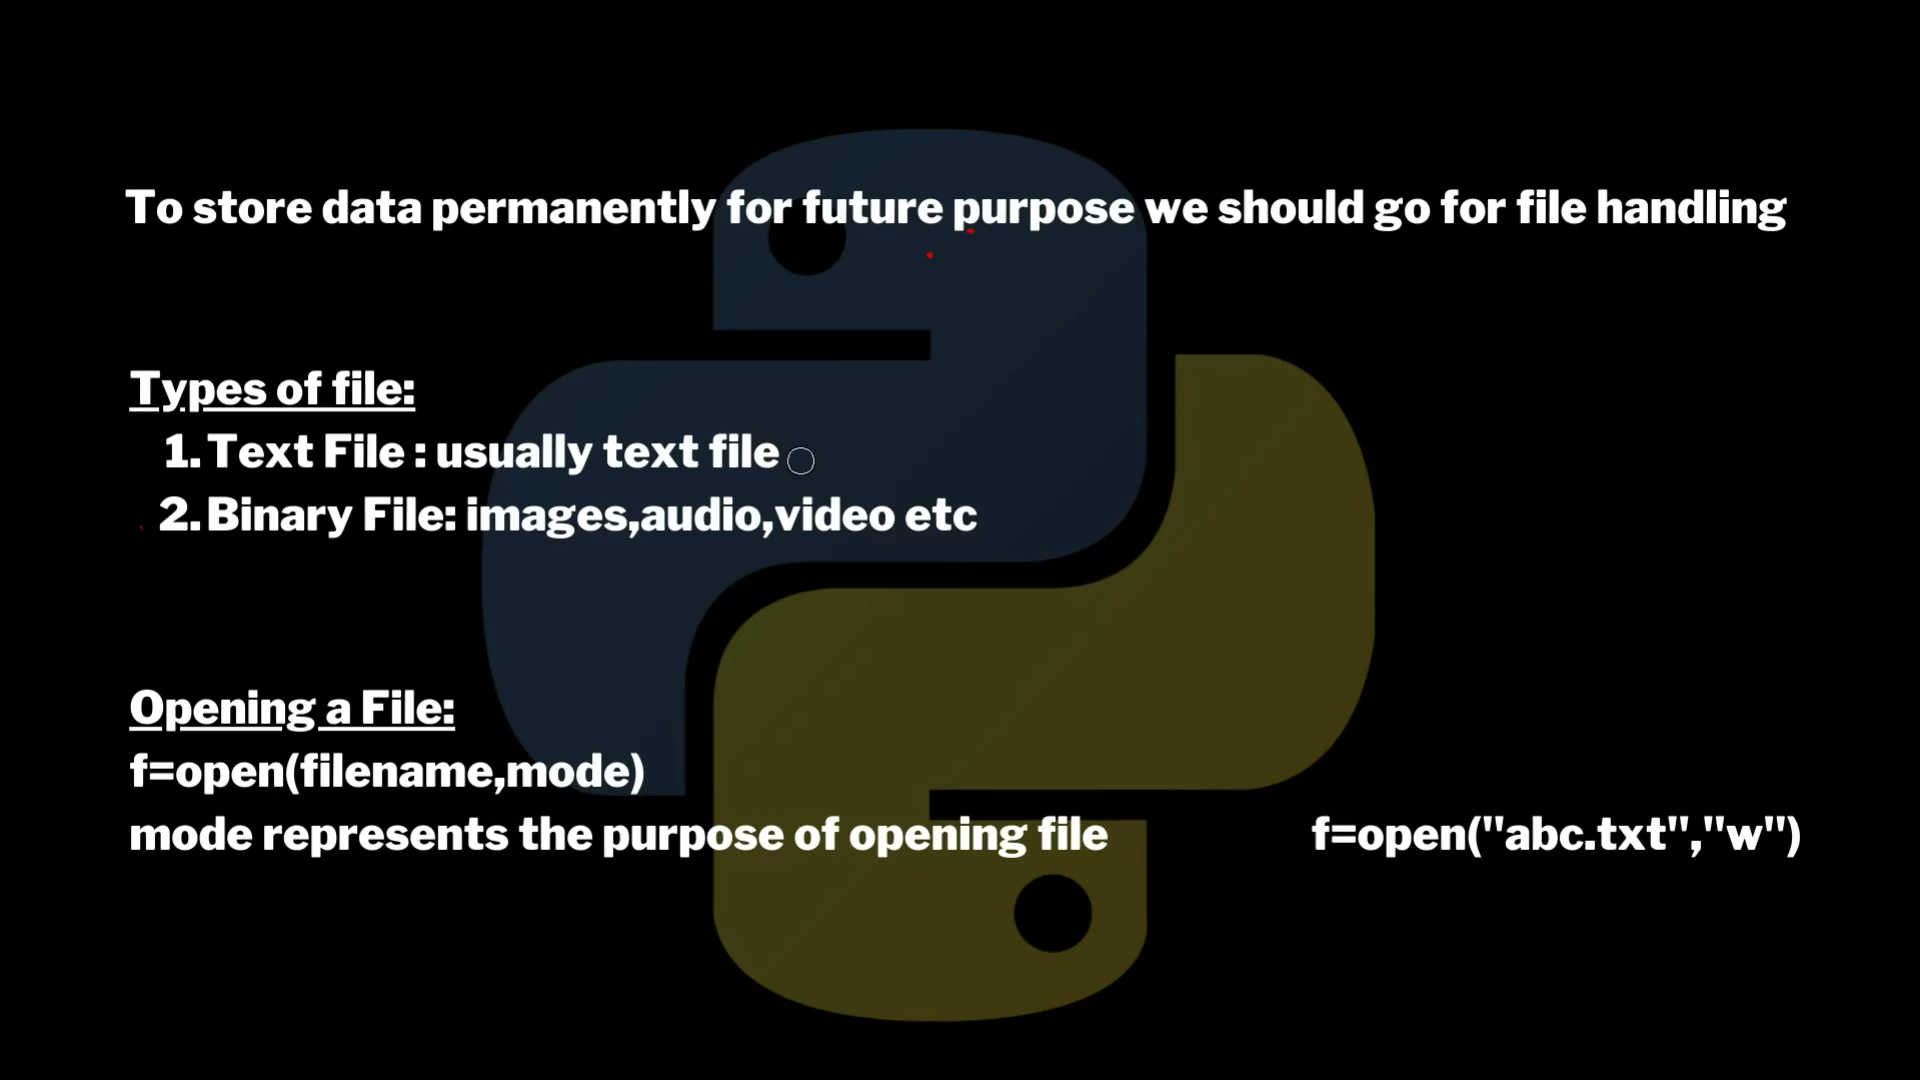 To store data permanently for future purpose we should go for file handling
Types of file:
1. Text File : usually text file
2. Binary File: images,audio,video etc
Opening a File:
f=open(filename,mode)
mode represents the purpose of opening file
f=open("abc.txt","w")